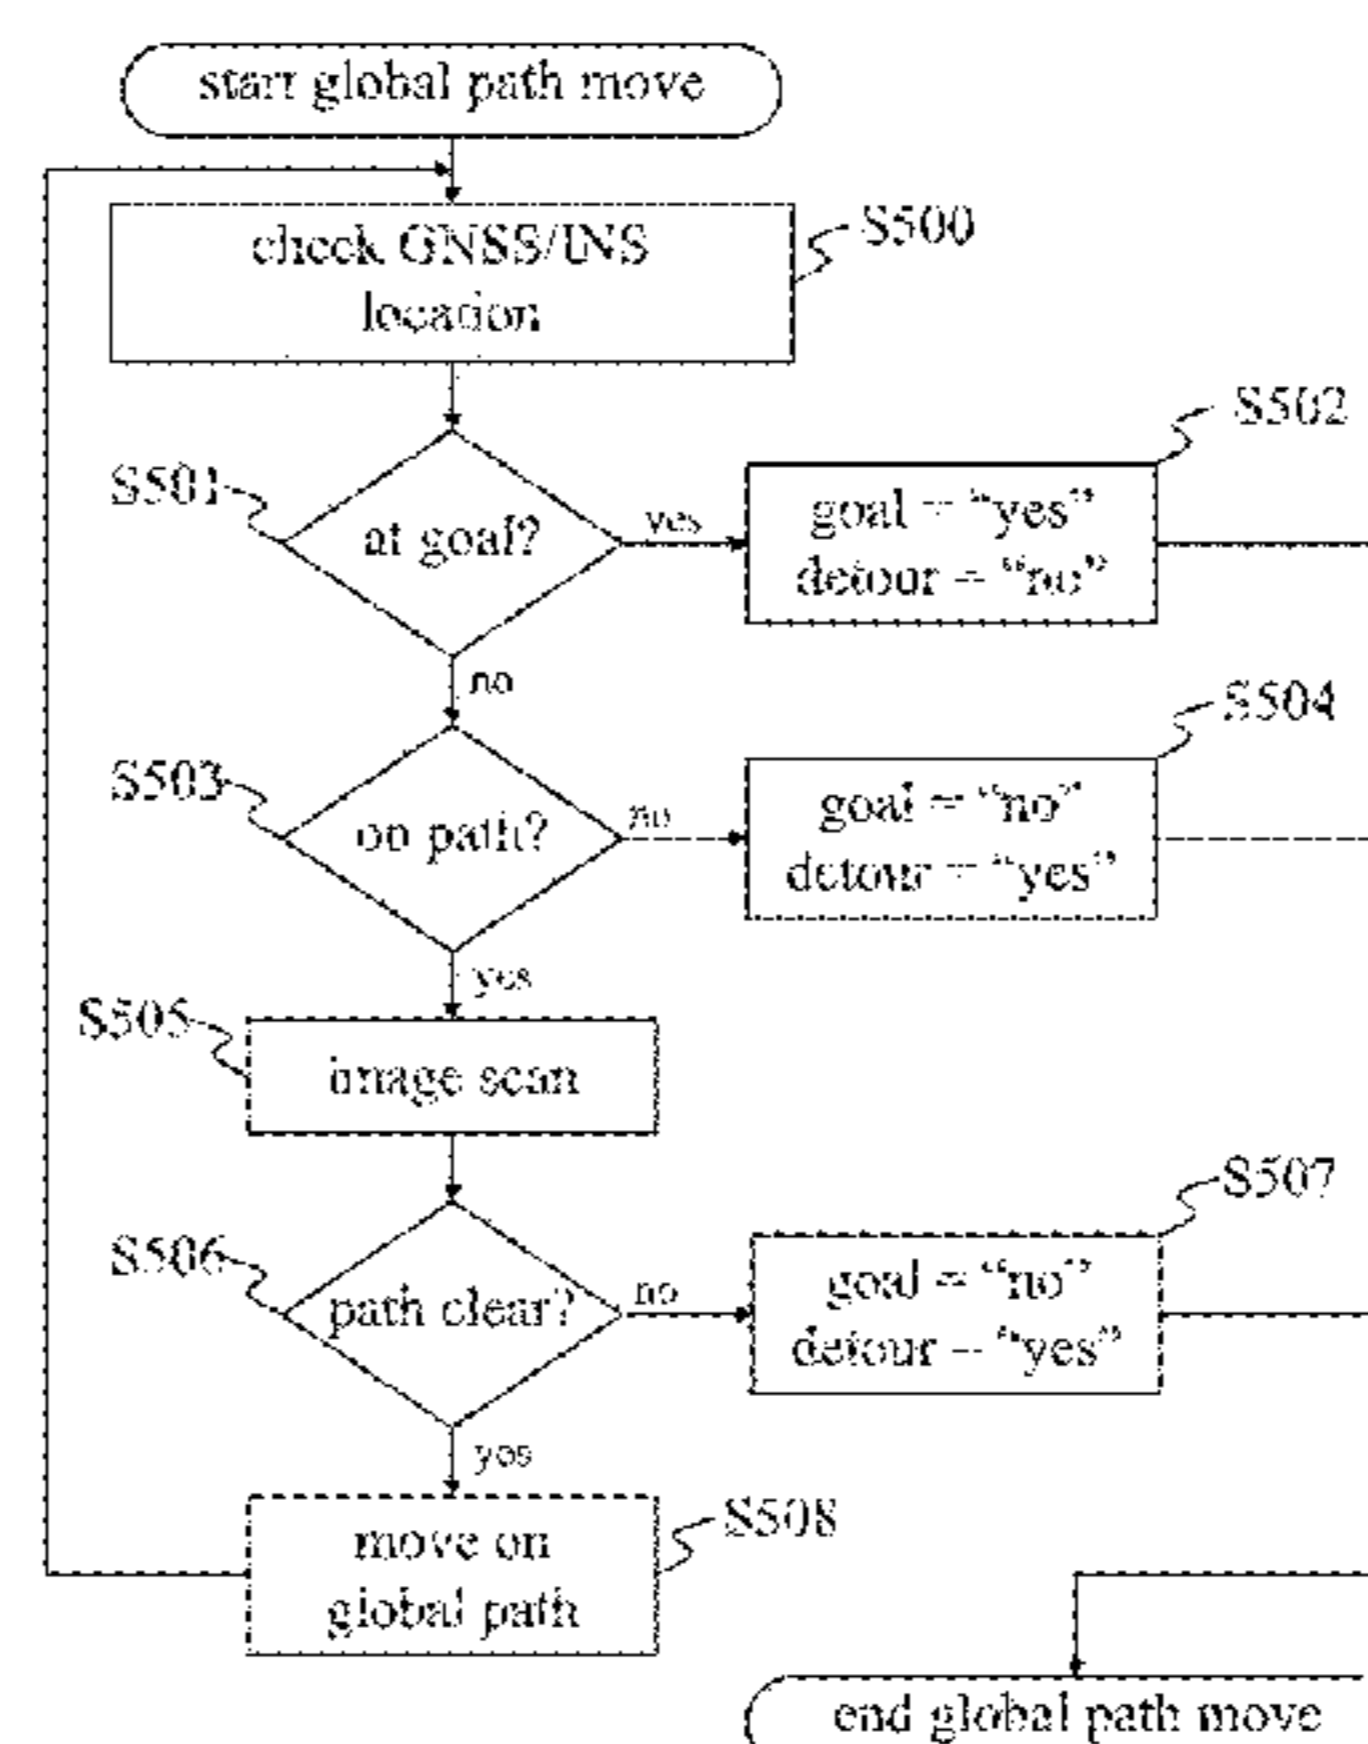 start global path move
check GNSS/INS
location
S500
S501
at goal?
yes
goal = “yes”
detour = “no”
S502
no
S503
on path?
no
goal = “no”
detour = “yes”
S504
yes
S505
image scan
S506
path clear?
no
goal = “no”
detour = “yes”
S507
yes
move on
global path
S508
end global path move